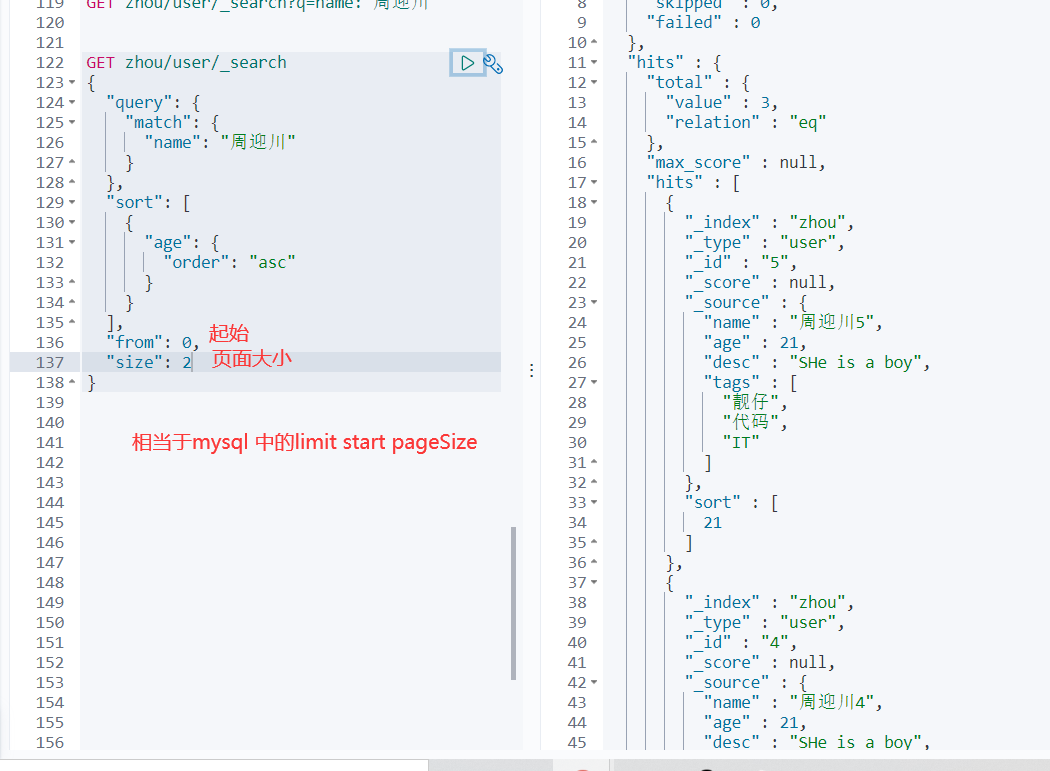 119 GET zhou/user/_search?q=name: 周迎川
120
121
122 GET zhou/user/_search
123 {
124 "query": {
125 "match": {
126 "name": "周迎川"
127 }
128 },
129 "sort": [
130 {
131 "age": {
132 "order": "asc"
133 }
134 }
135 ],
136 "from": 0, 起始
137 "size": 2 页面大小
138 }
139
140
141 相当于mysql 中的limit start pageSize
142
143
144
145
146
147
148
149
150
151
152
153
154
155
156
8 "skipped" : 0,
9 "failed" : 0
10 },
11 "hits" : {
12 "total" : {
13 "value" : 3,
14 "relation" : "eq"
15 },
16 "max_score" : null,
17 "hits" : [
18 {
19 "_index" : "zhou",
20 "_type" : "user",
21 "_id" : "5",
22 "_score" : null,
23 "_source" : {
24 "name" : "周迎川5",
25 "age" : 21,
26 "desc" : "SHe is a boy",
27 "tags" : [
28 "靓仔",
29 "代码",
30 "IT"
31 ]
32 },
33 "sort" : [
34 21
35 ]
36 },
37 {
38 "_index" : "zhou",
39 "_type" : "user",
40 "_id" : "4",
41 "_score" : null,
42 "_source" : {
43 "name" : "周迎川4",
44 "age" : 21,
45 "desc" : "SHe is a boy",